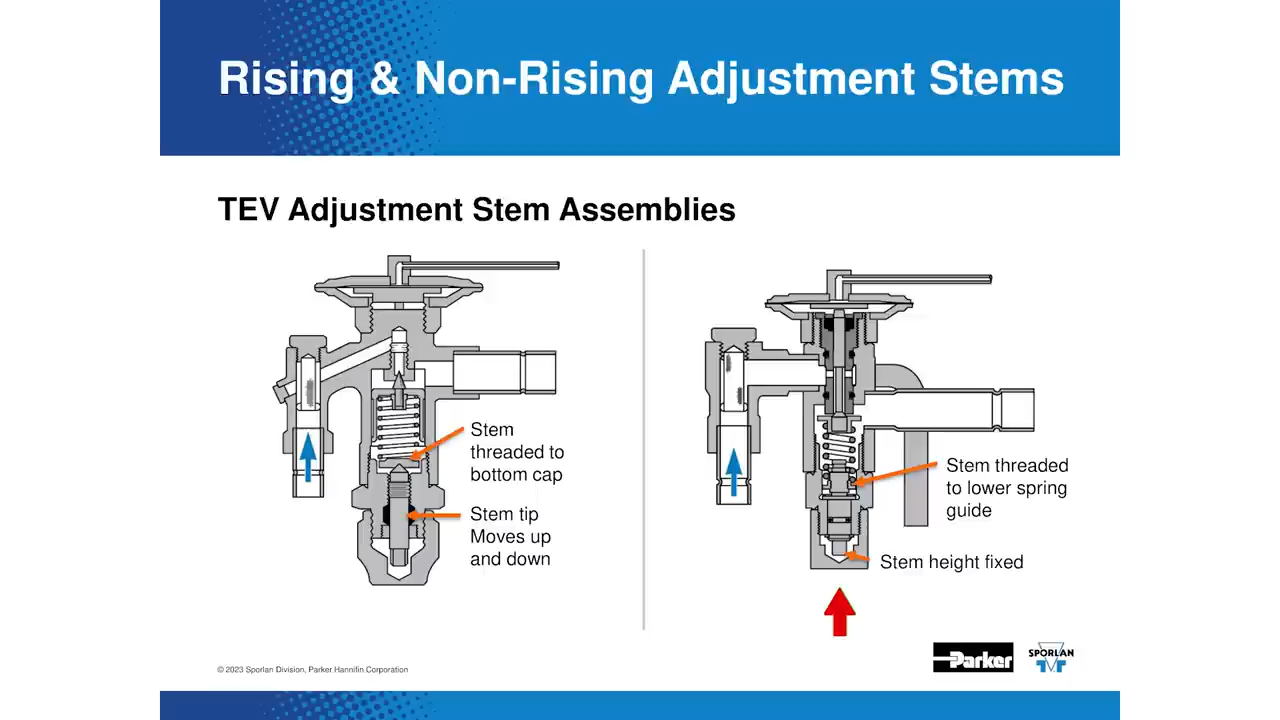 Rising & Non-Rising Adjustment Stems
TEV Adjustment Stem Assemblies
Stem
threaded to
bottom cap
Stem tip
Moves up
and down
Stem threaded
to lower spring
guide
Stem height fixed
© 2023 Sporlan Division, Parker Hannifin Corporation
Parker
SPORLAN